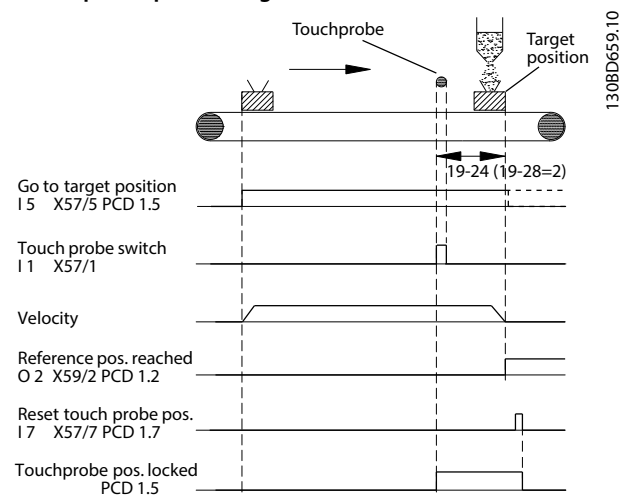 Touchprobe
Target
position
130BD659.10
19-24 (19-28=2)
Go to target position
I 5 X57/5 PCD 1.5
Touch probe switch
I 1 X57/1
Velocity
Reference pos. reached
O 2 X59/2 PCD 1.2
Reset touch probe pos.
I 7 X57/7 PCD 1.7
Touchprobe pos. locked
PCD 1.5